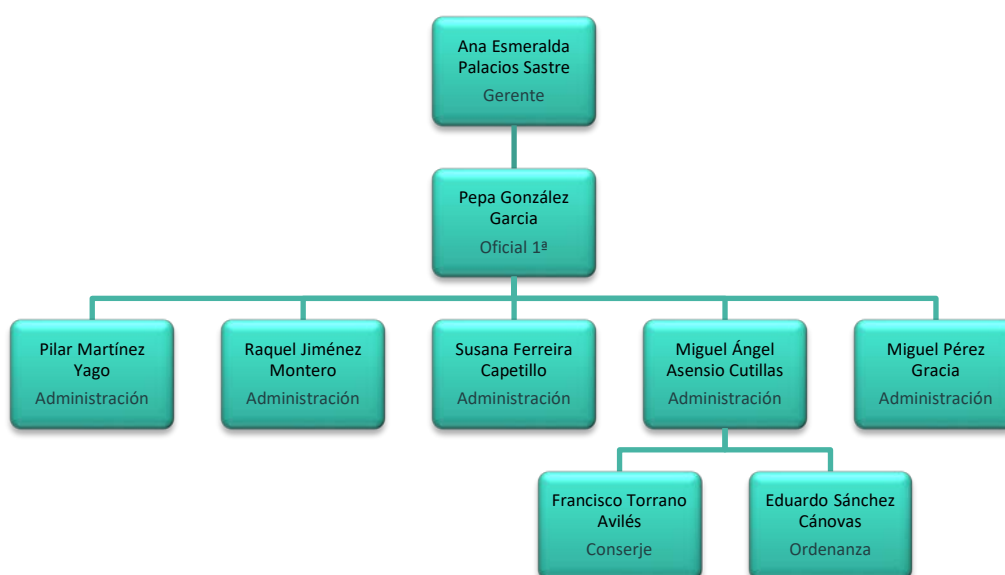 Ana Esmeralda
Palacios Sastre
Gerente
Pepa González
Garcia
Oficial 1ª
Pilar Martínez
Yago
Administración
Raquel Jiménez
Montero
Administración
Susana Ferreira
Capetillo
Administración
Miguel Ángel
Asensio Cutillas
Administración
Miguel Pérez
Gracia
Administración
Francisco Torrano
Avilés
Conserje
Eduardo Sánchez
Cánovas
Ordenanza